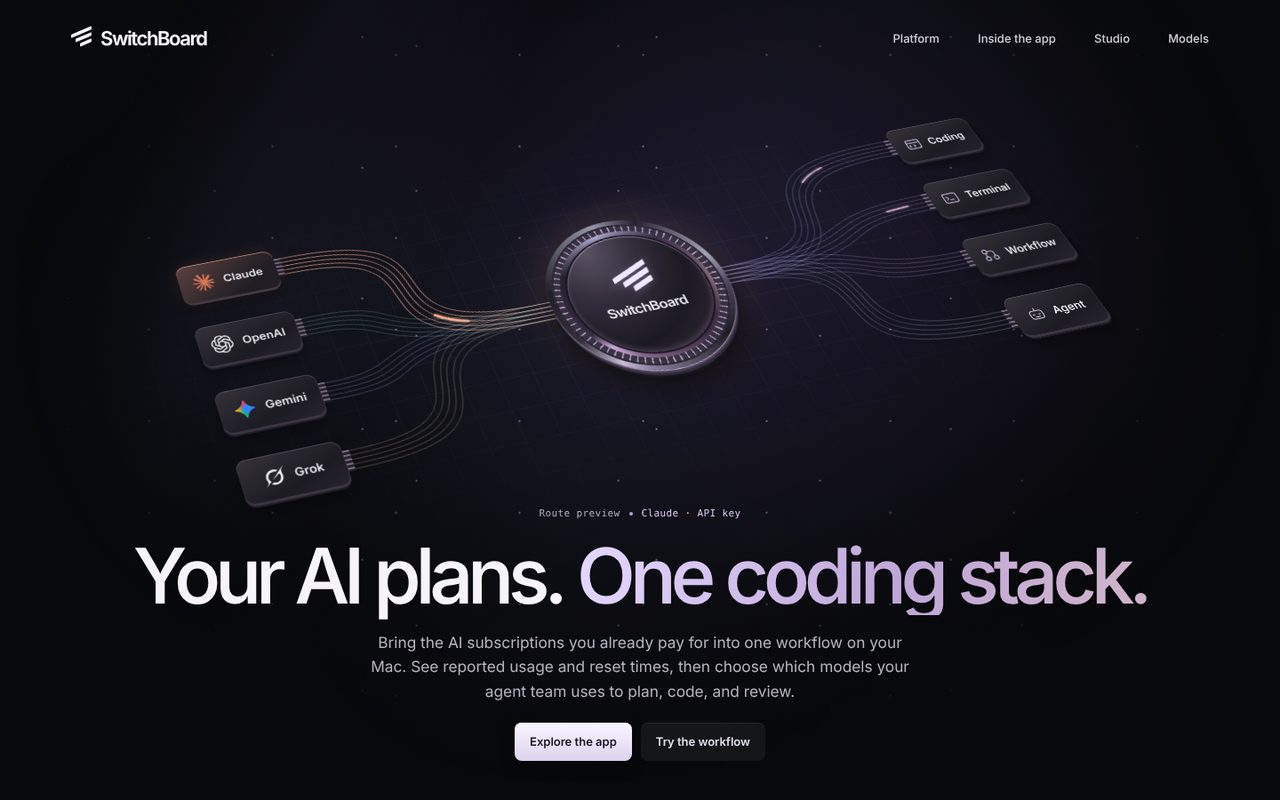 SwitchBoard
Platform
Inside the app
Studio
Models
Coding
Terminal
Workflow
Agent
Claude
OpenAI
Gemini
Grok
SwitchBoard
Route preview • Claude · API key
Your AI plans. One coding stack.
Bring the AI subscriptions you already pay for into one workflow on your
Mac. See reported usage and reset times, then choose which models your
agent team uses to plan, code, and review.
Explore the app
Try the workflow